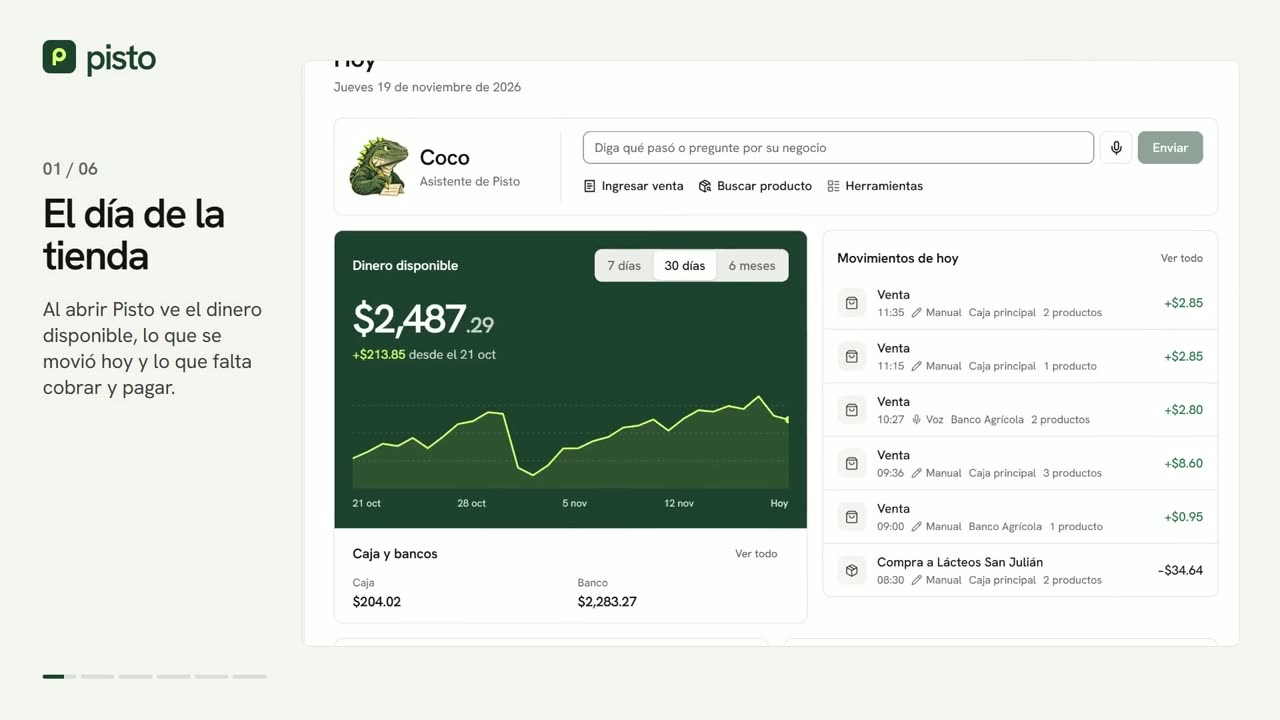 pisto
01 / 06
El día de la
tienda
Al abrir Pisto ve el dinero
disponible, lo que se
movió hoy y lo que falta
cobrar y pagar.
Hoy
Jueves 19 de noviembre de 2026
Coco
Asistente de Pisto
Diga qué pasó o pregunte por su negocio
Enviar
Ingresar venta
Buscar producto
Herramientas
Dinero disponible
7 días
30 días
6 meses
$2,487.29
+$213.85 desde el 21 oct
21 oct
28 oct
5 nov
12 nov
Hoy
Caja y bancos
Ver todo
Caja
Banco
$204.02
$2,283.27
Movimientos de hoy
Ver todo
Venta
11:35 Manual Caja principal 2 productos
+$2.85
Venta
11:15 Manual Caja principal 1 producto
+$2.85
Venta
10:27 Voz Banco Agrícola 2 productos
+$2.80
Venta
09:36 Manual Caja principal 3 productos
+$8.60
Venta
09:00 Manual Banco Agrícola 1 producto
+$0.95
Compra a Lácteos San Julián
08:30 Manual Caja principal 2 productos
−$34.64